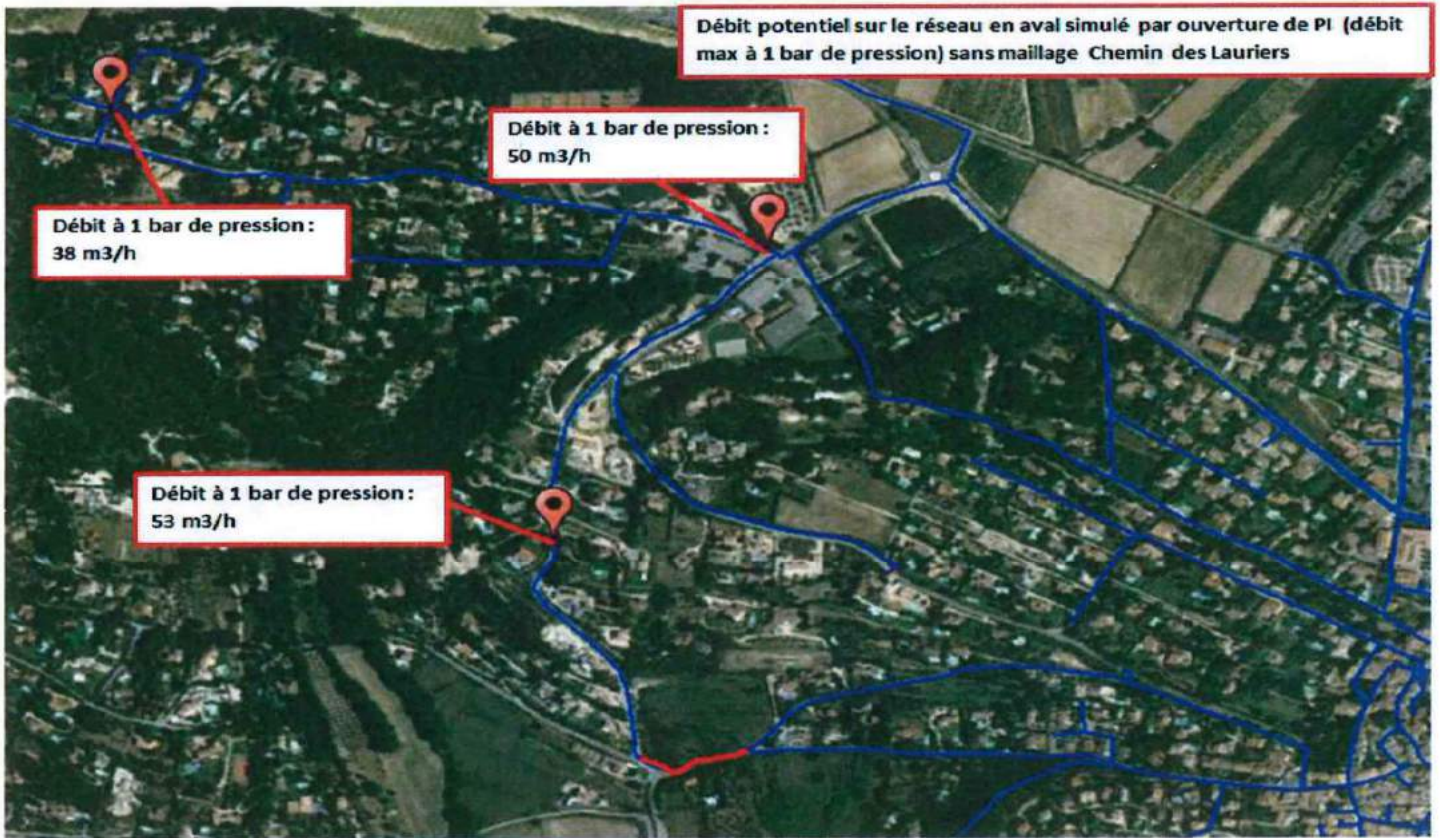 Débit potentiel sur le réseau en aval simulé par ouverture de PI (débit
max à 1 bar de pression) sans maillage Chemin des Lauriers
Débit à 1 bar de pression :
50 m3/h
Débit à 1 bar de pression :
38 m3/h
Débit à 1 bar de pression :
53 m3/h